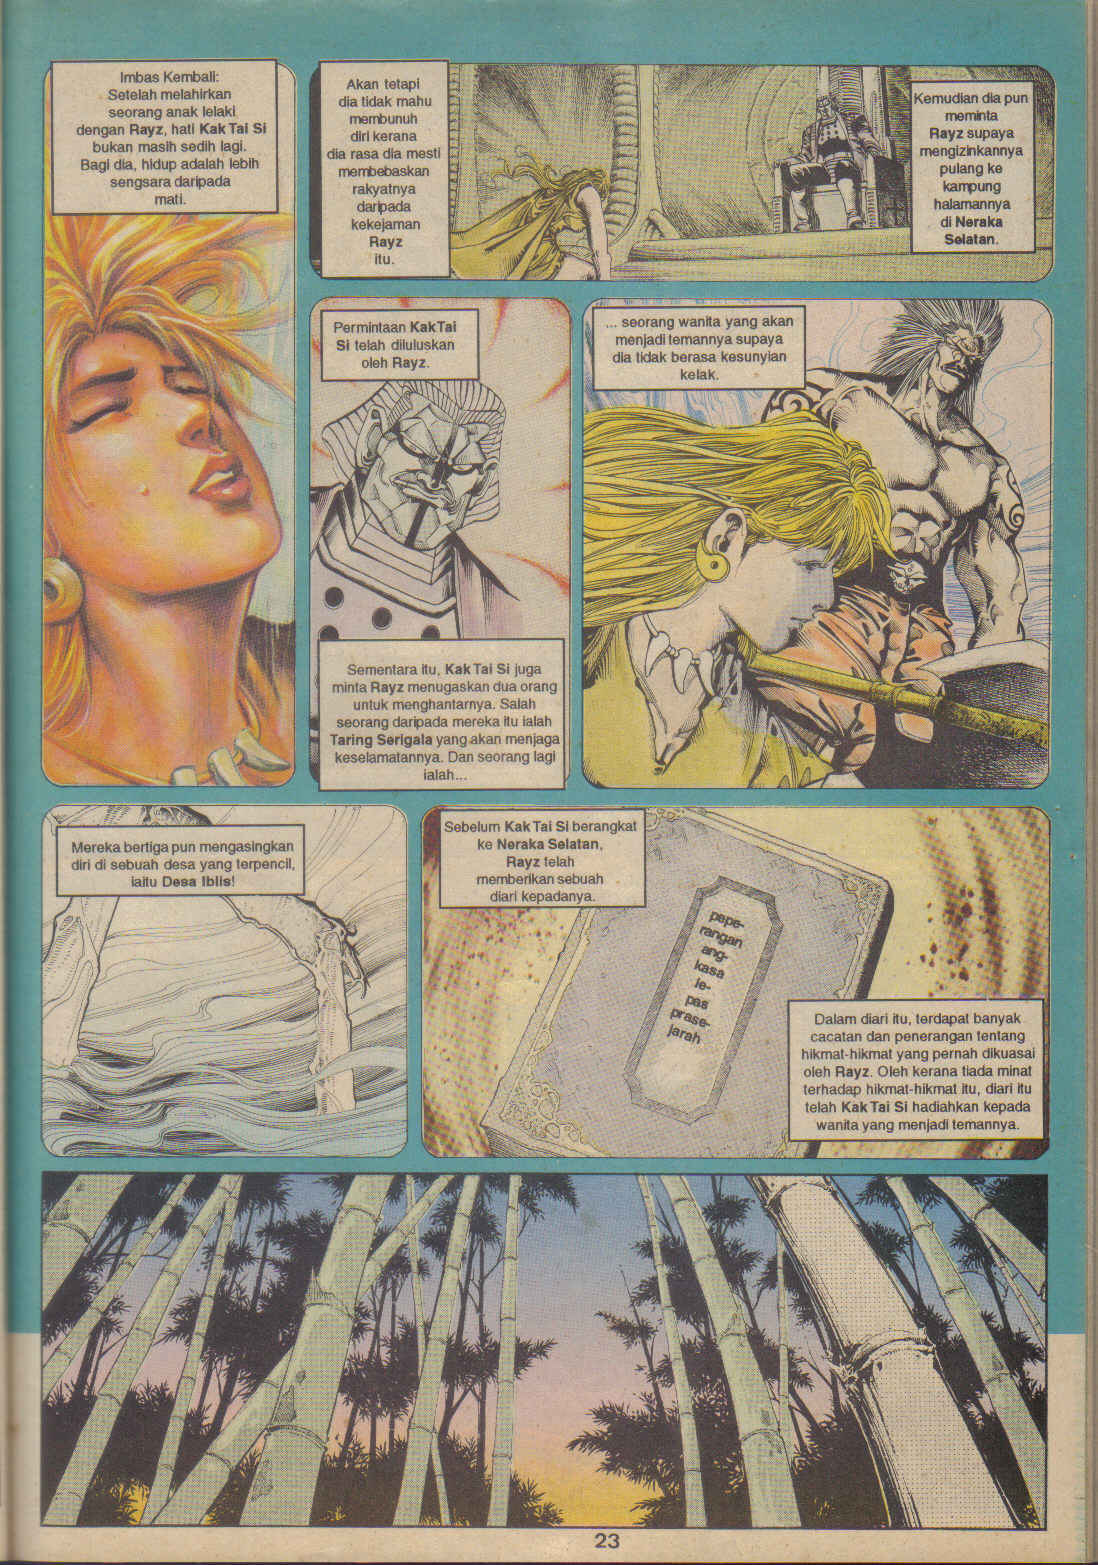 Imbas Kembali:
Setelah melahirkan
seorang anak lelaki
dengan Rayz, hati Kak Tai Si
bukan masih sedih lagi.
Bagi dia, hidup adalah lebih
sengsara daripada
mati.
Akan tetapi
dia tidak mahu
membunuh
diri kerana
dia rasa dia mesti
membebaskan
rakyatnya
daripada
kekejaman
Rayz
itu.
Kemudian dia pun
meminta
Rayz supaya
mengizinkannya
pulang ke
kampung
halamannya
di Neraka
Selatan.
Permintaan Kak Tai
Si telah diluluskan
oleh Rayz.
Sementara itu, Kak Tai Si juga
minta Rayz menugaskan dua orang
untuk menghantarnya. Salah
seorang daripada mereka itu ialah
Taring Serigala yang akan menjaga
keselamatannya. Dan seorang lagi
ialah...
... seorang wanita yang akan
menjadi temannya supaya
dia tidak berasa kesunyian
kelak.
Mereka bertiga pun mengasingkan
diri di sebuah desa yang terpencil,
Iaitu Desa Iblis!
Sebelum Kak Tai Si berangkat
ke Neraka Selatan,
Rayz telah
memberikan sebuah
diari kepadanya.
pepe-
rangan
ang-
kasa
le-
pas
prase-
jarah
Dalam diari itu, terdapat banyak
cacatan dan penerangan tentang
hikmat-hikmat yang pernah dikuasai
oleh Rayz. Oleh kerana tiada minat
terhadap hikmat-hikmat itu, diari itu
telah Kak Tai Si hadiahkan kepada
wanita yang menjadi temannya.
23